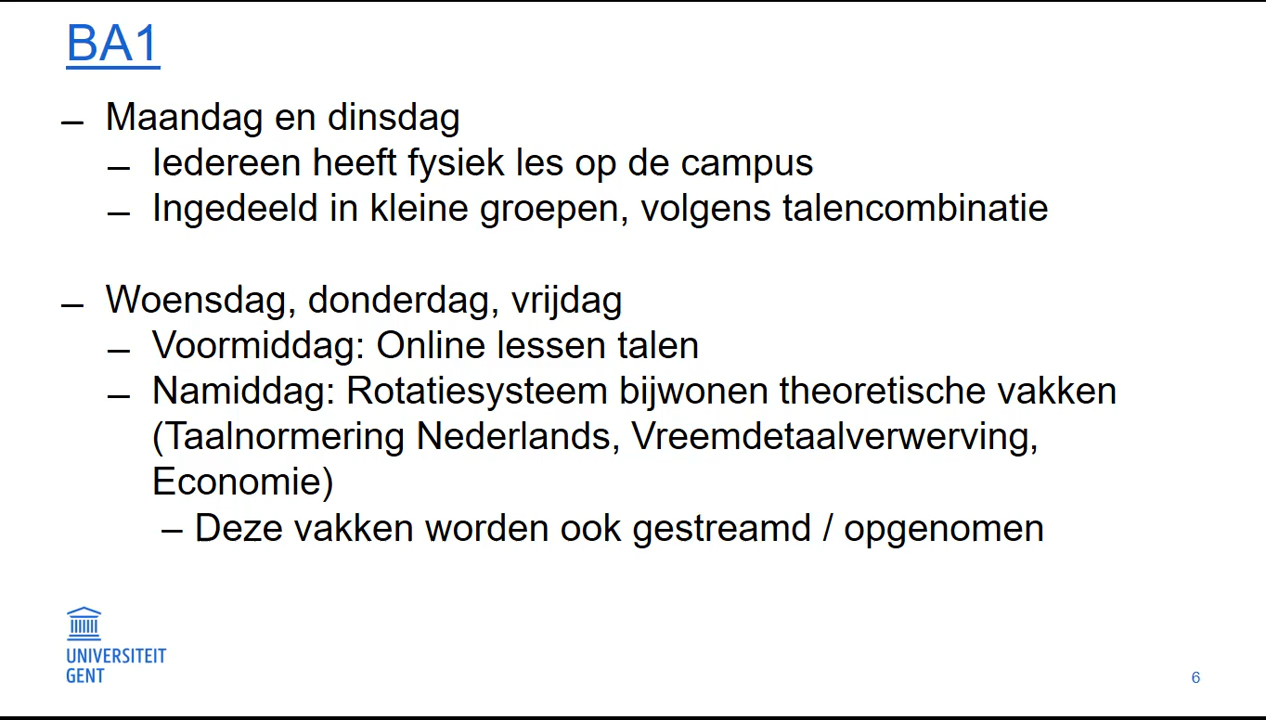 BA1
– Maandag en dinsdag
– Iedereen heeft fysiek les op de campus
– Ingedeeld in kleine groepen, volgens talencombinatie
– Woensdag, donderdag, vrijdag
– Voormiddag: Online lessen talen
– Namiddag: Rotatiesysteem bijwonen theoretische vakken
(Taalnormering Nederlands, Vreemdetaalverwerving,
Economie)
– Deze vakken worden ook gestreamd / opgenomen
UNIVERSITEIT
GENT
6